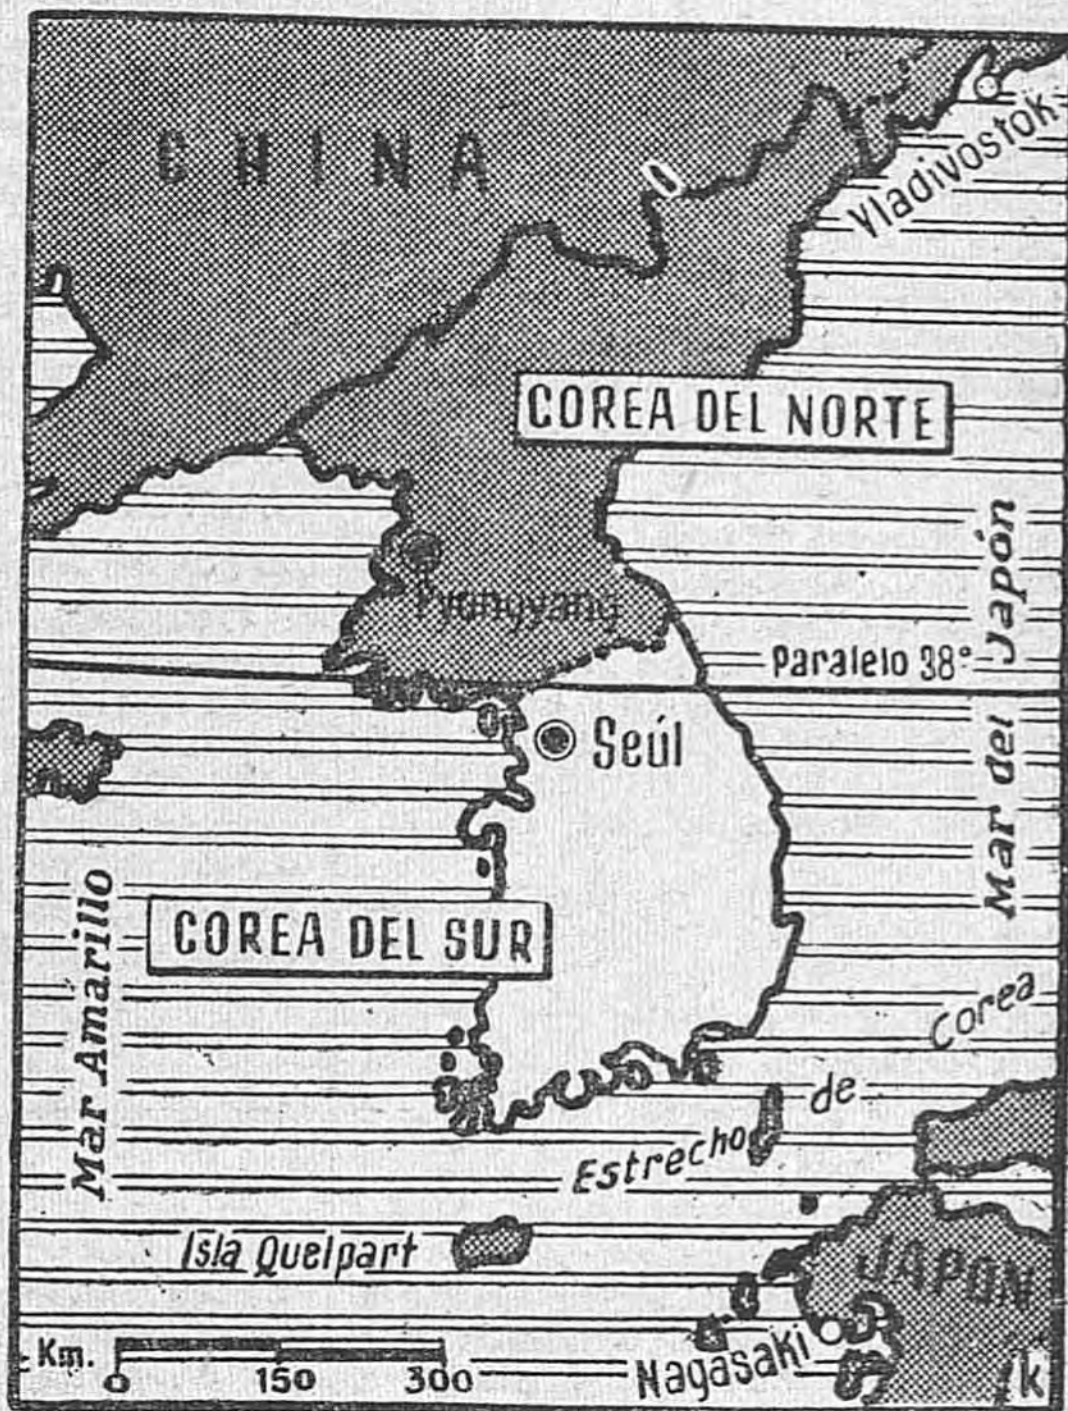 CHINA
Vladivostok
COREA DEL NORTE
Mar del Japón
Pyongyang
Paralelo 38°
Seúl
COREA DEL SUR
Mar Amarillo
Estrecho de Corea
Isla Quelpart
JAPON
Nagasaki
Km.
0 150 300
k